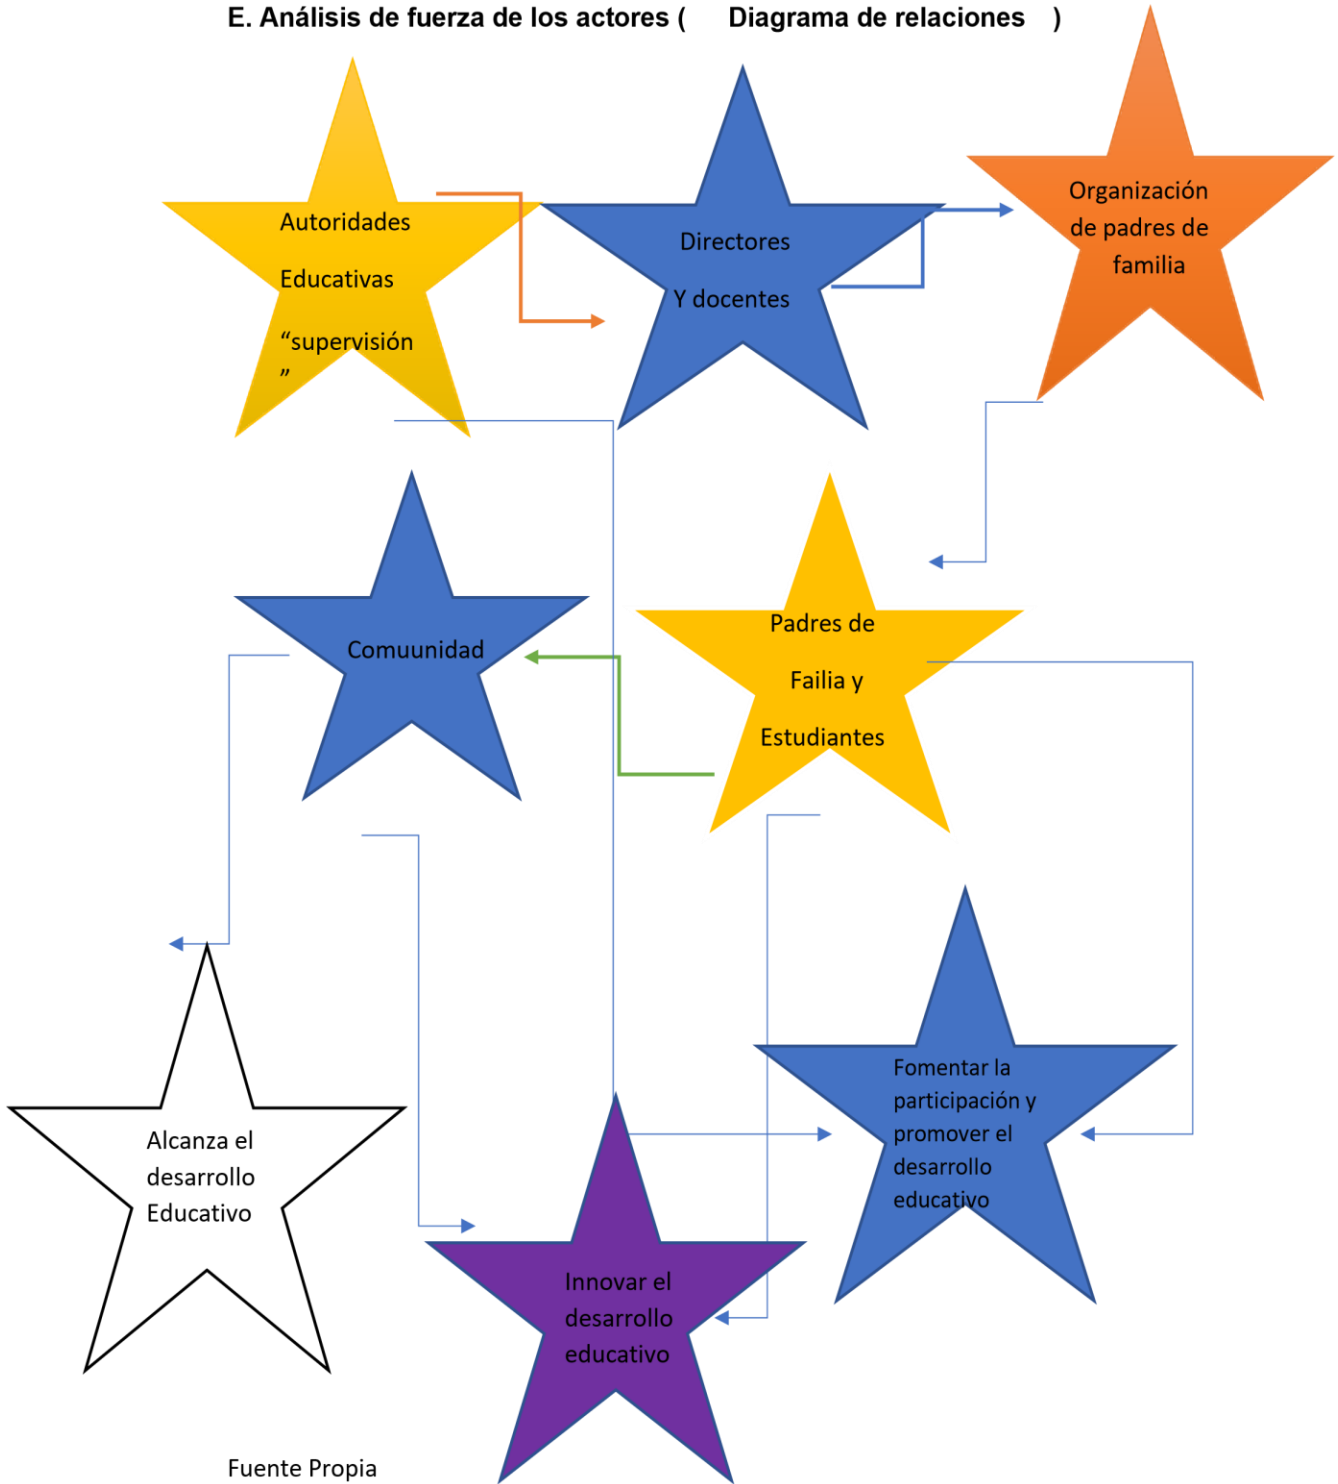 E. Análisis de fuerza de los actores ( Diagrama de relaciones )
Autoridades
Educativas
“supervisión
”
Directores
Y docentes
Organización
de padres de
familia
Comuunidad
Padres de
Failia y
Estudiantes
Alcanza el
desarrollo
Educativo
Innovar el
desarrollo
educativo
Fomentar la
participación y
promover el
desarrollo
educativo
Fuente Propia